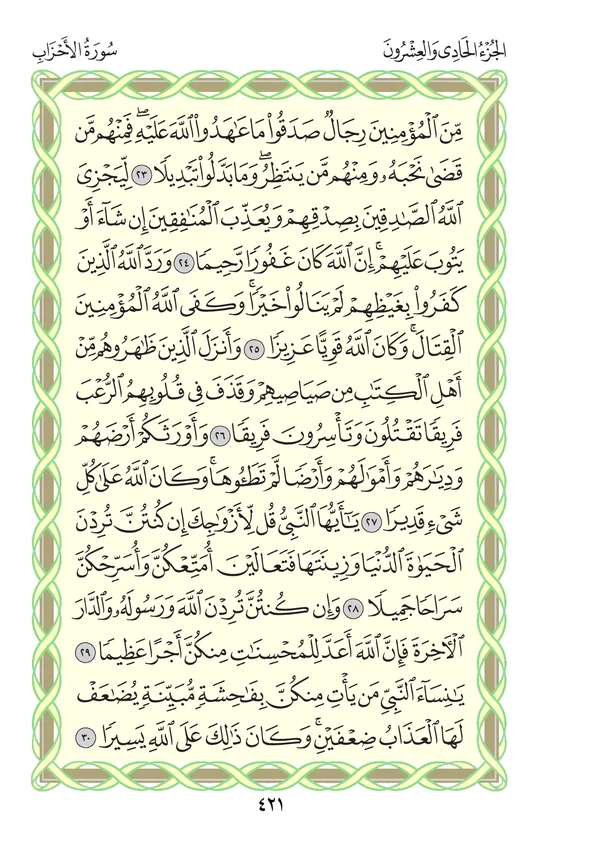 الجُزْءُ الحَادِى وَالعِشْرُونَ
سُورَةُ الأَحْزَابِ
مِّنَ ٱلْمُؤْمِنِينَ رِجَالٌ صَدَقُوا۟ مَا عَـٰهَدُوا۟ ٱللَّهَ عَلَيْهِ ۖ فَمِنْهُم مَّن
قَضَىٰ نَحْبَهُۥ وَمِنْهُم مَّن يَنتَظِرُ ۖ وَمَا بَدَّلُوا۟ تَبْدِيلًا ٢٣ لِّيَجْزِىَ
ٱللَّهُ ٱلصَّـٰدِقِينَ بِصِدْقِهِمْ وَيُعَذِّبَ ٱلْمُنَـٰفِقِينَ إِن شَآءَ أَوْ
يَتُوبَ عَلَيْهِمْ ۚ إِنَّ ٱللَّهَ كَانَ غَفُورًا رَّحِيمًا ٢٤ وَرَدَّ ٱللَّهُ ٱلَّذِينَ
كَفَرُوا۟ بِغَيْظِهِمْ لَمْ يَنَالُوا۟ خَيْرًا ۚ وَكَفَى ٱللَّهُ ٱلْمُؤْمِنِينَ
ٱلْقِتَالَ ۚ وَكَانَ ٱللَّهُ قَوِيًّا عَزِيزًا ٢٥ وَأَنزَلَ ٱلَّذِينَ ظَـٰهَرُوهُم مِّنْ
أَهْلِ ٱلْكِتَـٰبِ مِن صَيَاصِيهِمْ وَقَذَفَ فِى قُلُوبِهِمُ ٱلرُّعْبَ
فَرِيقًا تَقْتُلُونَ وَتَأْسِرُونَ فَرِيقًا ٢٦ وَأَوْرَثَكُمْ أَرْضَهُمْ
وَدِيَـٰرَهُمْ وَأَمْوَٰلَهُمْ وَأَرْضًا لَّمْ تَطَـُٔوهَا ۚ وَكَانَ ٱللَّهُ عَلَىٰ كُلِّ
شَىْءٍ قَدِيرًا ٢٧ يَـٰٓأَيُّهَا ٱلنَّبِىُّ قُل لِّأَزْوَٰجِكَ إِن كُنتُنَّ تُرِدْنَ
ٱلْحَيَوٰةَ ٱلدُّنْيَا وَزِينَتَهَا فَتَعَالَيْنَ أُمَتِّعْكُنَّ وَأُسَرِّحْكُنَّ
سَرَاحًا جَمِيلًا ٢٨ وَإِن كُنتُنَّ تُرِدْنَ ٱللَّهَ وَرَسُولَهُۥ وَٱلدَّارَ
ٱلْـَٔاخِرَةَ فَإِنَّ ٱللَّهَ أَعَدَّ لِلْمُحْسِنَـٰتِ مِنكُنَّ أَجْرًا عَظِيمًا ٢٩
يَـٰنِسَآءَ ٱلنَّبِىِّ مَن يَأْتِ مِنكُنَّ بِفَـٰحِشَةٍ مُّبَيِّنَةٍ يُضَـٰعَفْ
لَهَا ٱلْعَذَابُ ضِعْفَيْنِ ۚ وَكَانَ ذَٰلِكَ عَلَى ٱللَّهِ يَسِيرًا ٣٠
٤٢١